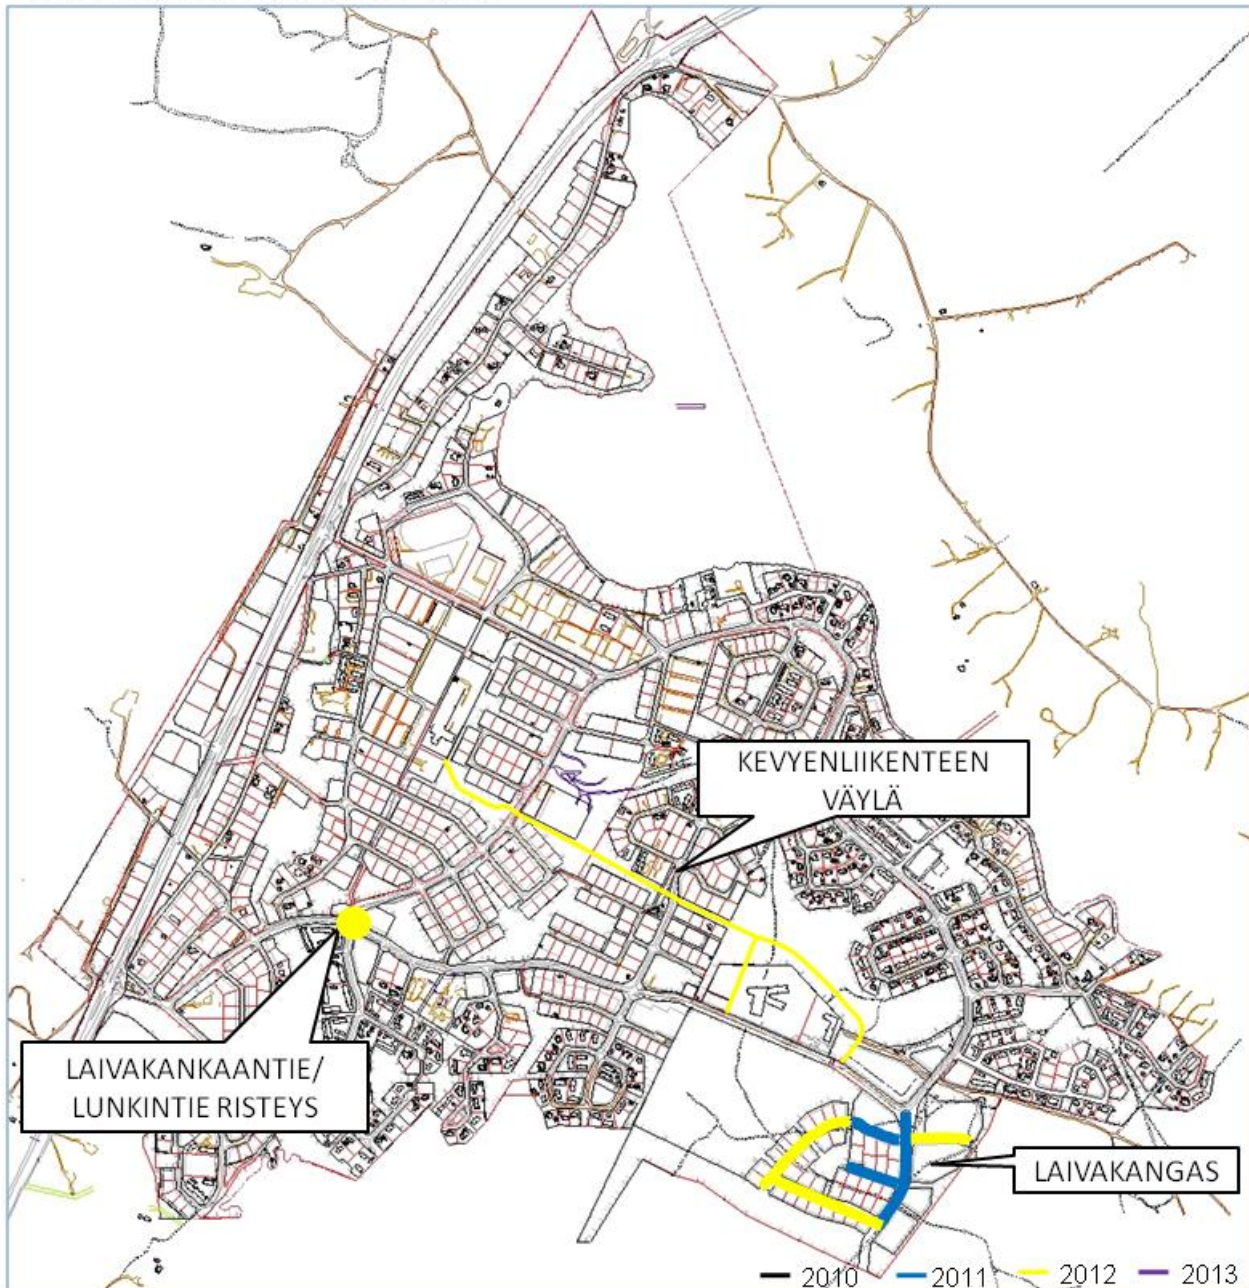 KEVYENLIIKENTEEN
VÄYLÄ
LAIVAKANKAANTIE/
LUNKINTIE RISTEYS
LAIVAKANGAS
2010 2011 2012 2013